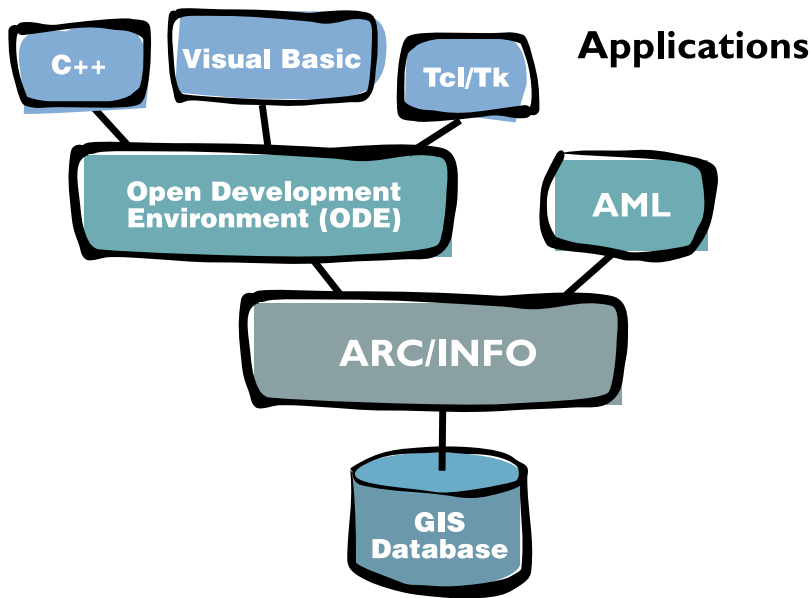 Applications
C++
Visual Basic
Tcl/Tk
Open Development
Environment (ODE)
AML
ARC/INFO
GIS
Database